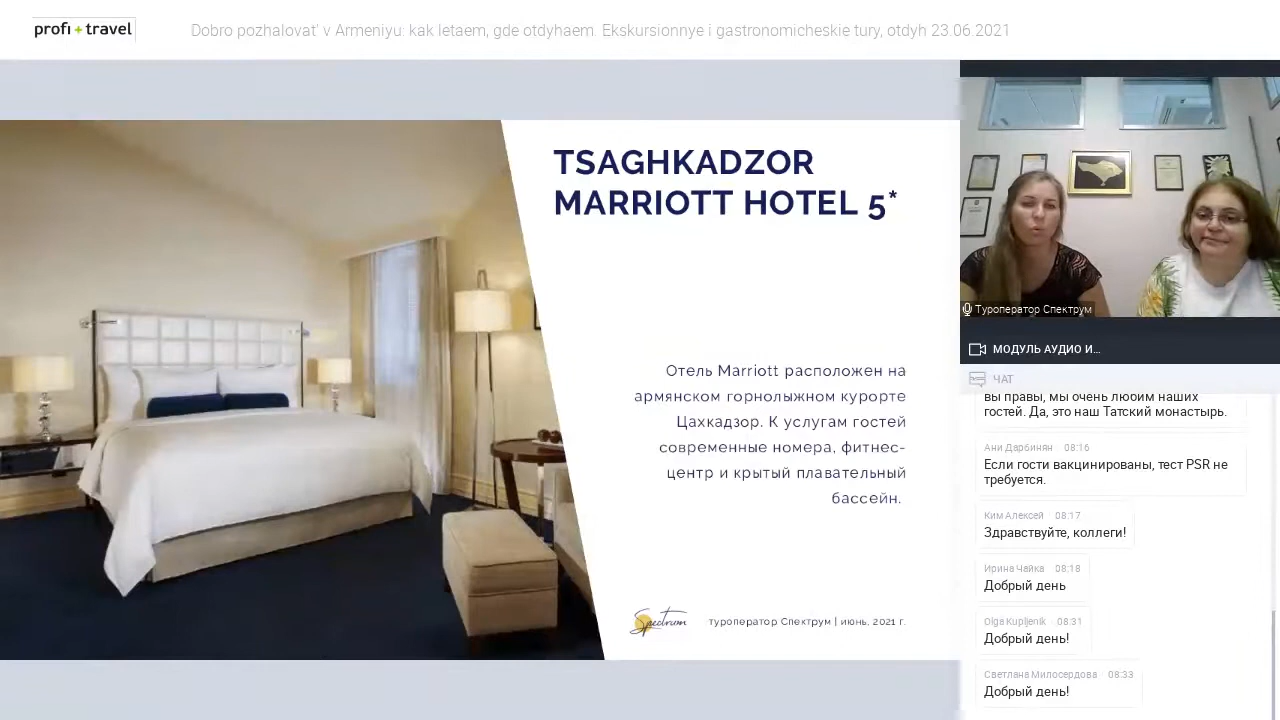 profi + travel
Dobro pozhalovat' v Armeniyu: kak letaem, gde otdyhaem. Ekskursionnye i gastronomicheskie tury, otdyh 23.06.2021
TSAGHKADZOR
MARRIOTT HOTEL 5*
Отель Marriott расположен на
армянском горнолыжном курорте
Цахкадзор. К услугам гостей
современные номера, фитнес-
центр и крытый плавательный
бассейн.
Spectrum
туроператор Спектрум | июнь, 2021 г.
Туроператор Спектрум
МОДУЛЬ АУДИО И...
ЧАТ
вы правы, мы очень любим наших
гостей. Да, это наш Татский монастырь.
Ани Дарбинян 08:16
Если гости вакцинированы, тест PSR не
требуется.
Ким Алексей 08:17
Здравствуйте, коллеги!
Ирина Чайка 08:18
Добрый день
Olga Kupljenik 08:31
Добрый день!
Светлана Милосердова 08:33
Добрый день!